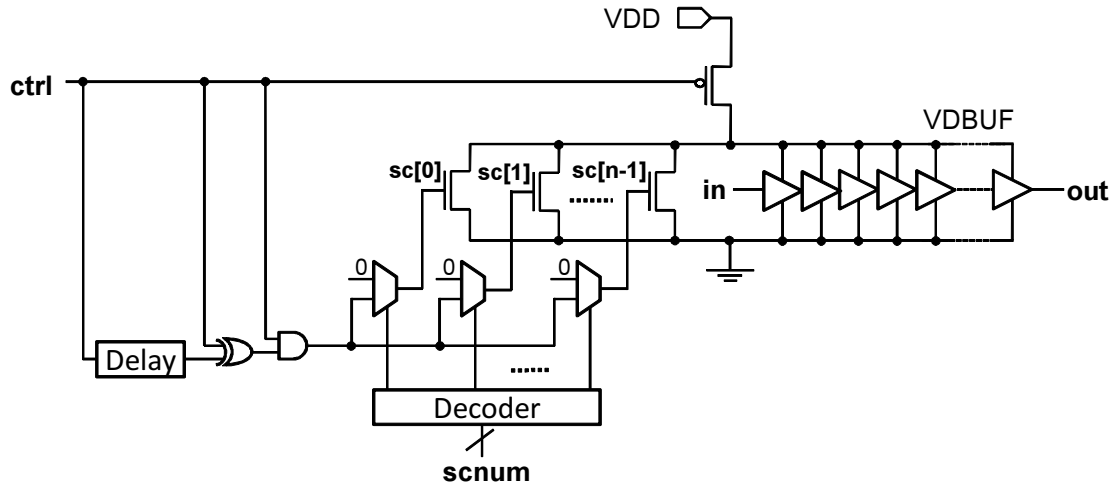 VDD
ctrl
VDBUF
sc[0] sc[1] sc[n-1]
in
out
0 0 0
Delay
Decoder
scnum